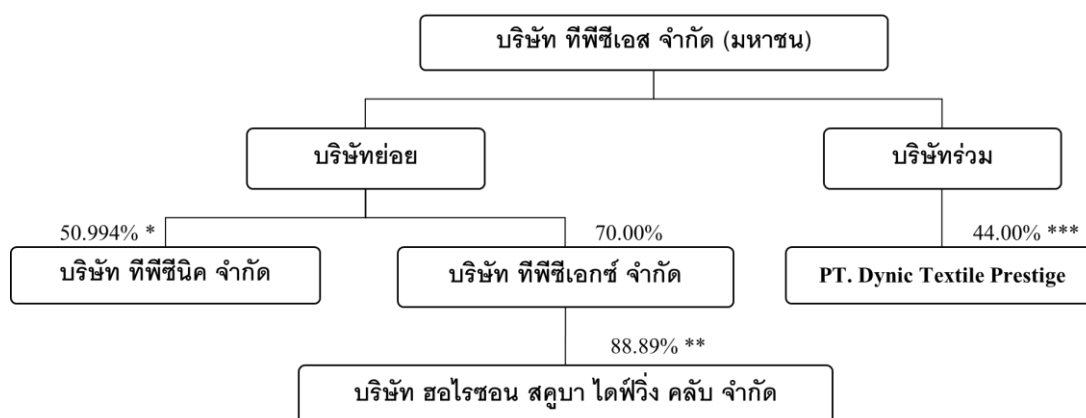 บริษัท ทีพีซีเอส จำกัด (มหาชน)
บริษัทย่อย
บริษัทร่วม
50.994% *
70.00%
44.00% ***
บริษัท ทีพีซีนิค จำกัด
บริษัท ทีพีซีเอกซ์ จำกัด
PT. Dynic Textile Prestige
88.89% **
บริษัท ฮอไรซอน สคูบา ไดฟ์วิ่ง คลับ จำกัด